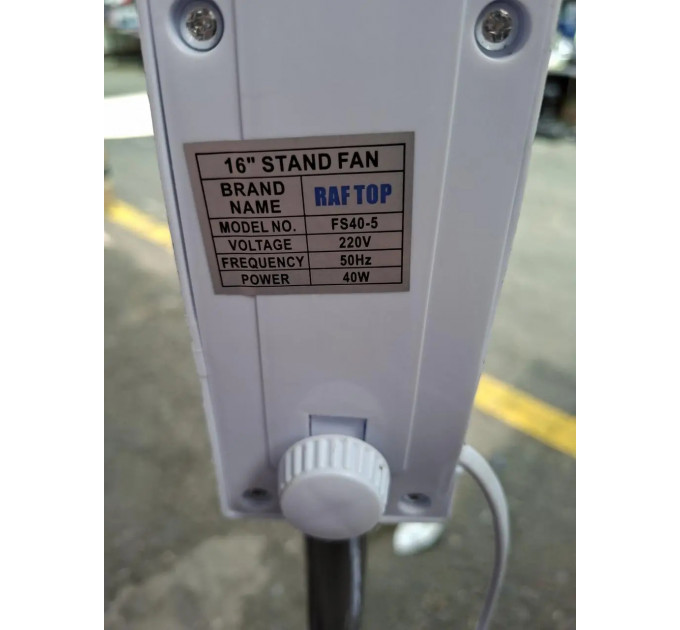 16" STAND FAN
BRAND NAME RAF TOP
MODEL NO. FS40-5
VOLTAGE 220V
FREQUENCY 50Hz
POWER 40W